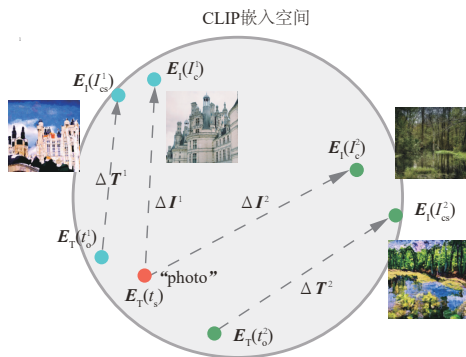 CLIP嵌入空间
E_I(I_cs^1)
E_I(I_c^1)
E_I(I_c^2)
ΔT^1
ΔI^1
ΔI^2
E_I(I_cs^2)
E_T(t_o^1)
“photo”
E_T(t_s)
ΔT^2
E_T(t_o^2)